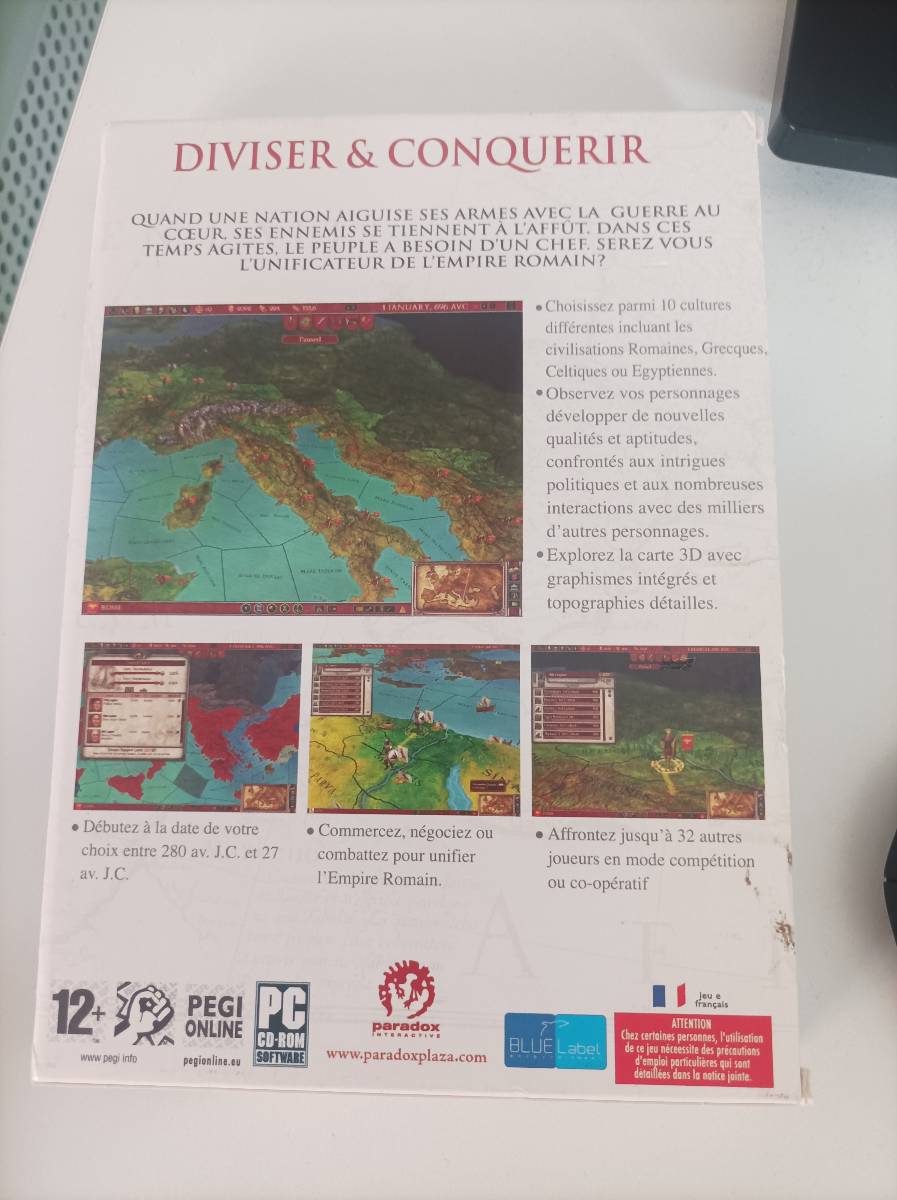 DIVISER & CONQUERIR
QUAND UNE NATION AIGUISE SES ARMES AVEC LA GUERRE AU
CŒUR, SES ENNEMIS SE TIENNENT À L'AFFÛT. DANS CES
TEMPS AGITES, LE PEUPLE A BESOIN D'UN CHEF. SEREZ VOUS
L'UNIFICATEUR DE L'EMPIRE ROMAIN?
1 JANUARY, 696 AVC
Paused
ROME
• Choisissez parmi 10 cultures
différentes incluant les
civilisations Romaines, Grecques,
Celtiques ou Egyptiennes.
• Observez vos personnages
développer de nouvelles
qualités et aptitudes,
confrontés aux intrigues
politiques et aux nombreuses
interactions avec des milliers
d'autres personnages.
• Explorez la carte 3D avec
graphismes intégrés et
topographies détailles.
• Débutez à la date de votre
choix entre 280 av. J.C. et 27
av. J.C.
• Commercez, négociez ou
combattez pour unifier
l'Empire Romain.
• Affrontez jusqu'à 32 autres
joueurs en mode compétition
ou co-opératif
12+
www.pegi info
PEGI
ONLINE
pegionline.eu
PC
CD-ROM
SOFTWARE
paradox
INTERACTIVE
www.paradoxplaza.com
BLUE Label
Jeu e
français
ATTENTION
Chez certaines personnes, l'utilisation
de ce jeu nécessite des précautions
d'emploi particulières qui sont
détaillées dans la notice jointe.